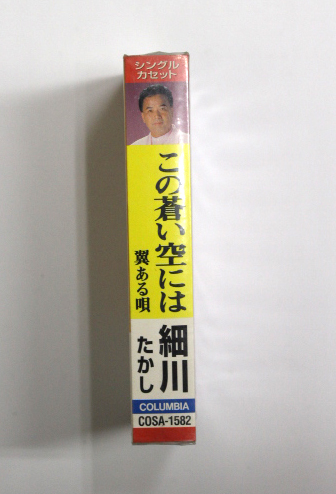 シングル
カセット
この蒼い空には
翼ある唄
細川
たかし
COLUMBIA
COSA-1582